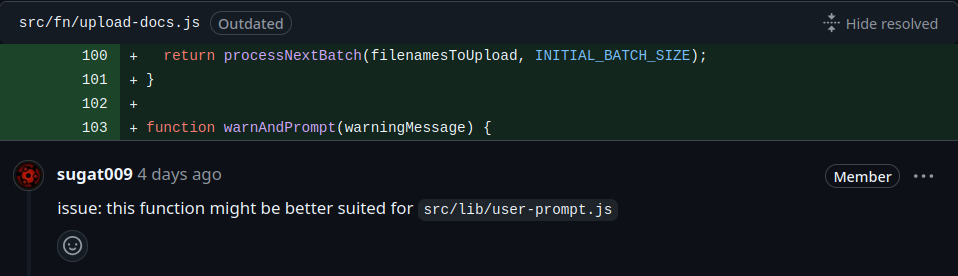 src/fn/upload-docs.js Outdated Hide resolved
100 + return processNextBatch(filenamesToUpload, INITIAL_BATCH_SIZE);
101 + }
102 +
103 + function warnAndPrompt(warningMessage) {
sugat009 4 days ago Member
issue: this function might be better suited for src/lib/user-prompt.js